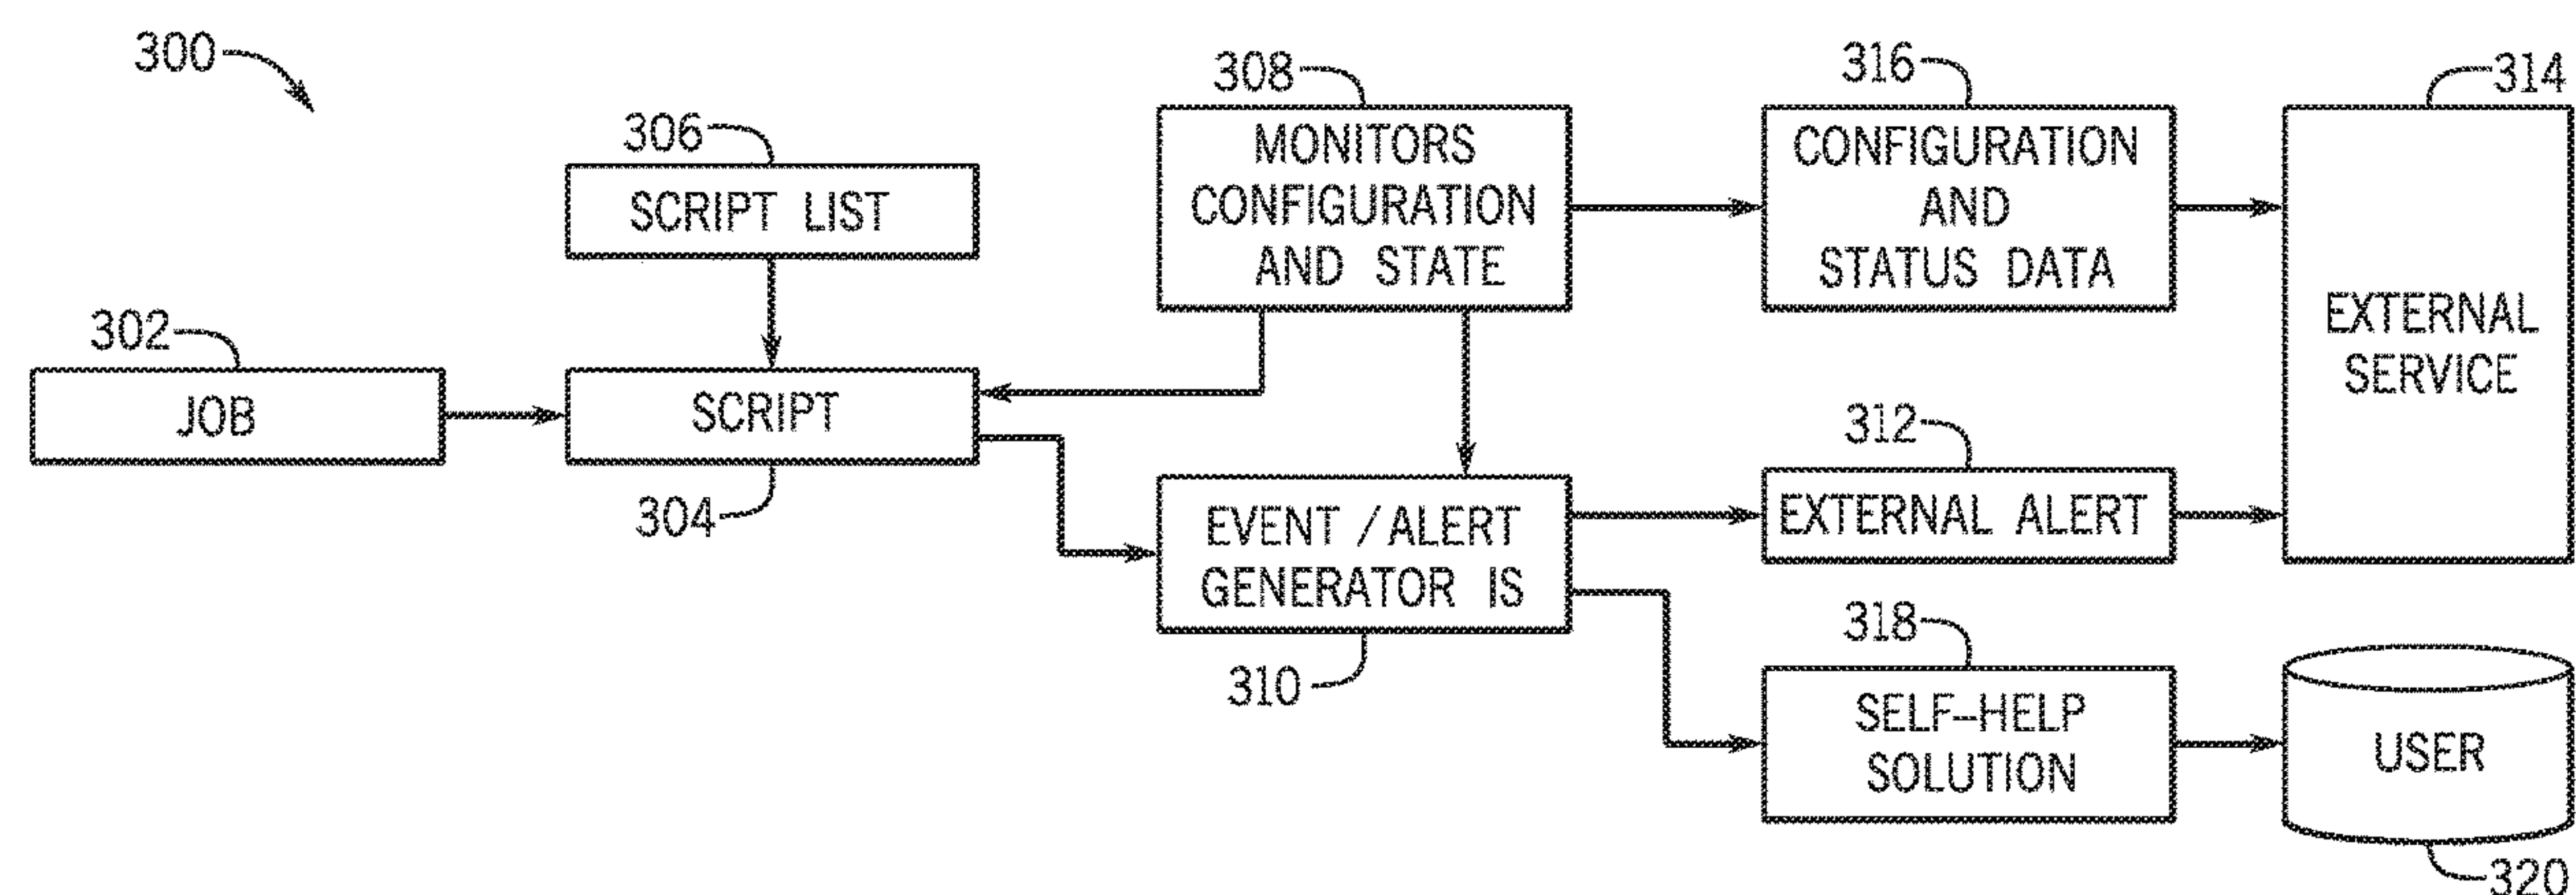 300
306
SCRIPT LIST
302
JOB
SCRIPT
304
308
MONITORS
CONFIGURATION
AND STATE
EVENT / ALERT
GENERATOR IS
310
316
CONFIGURATION
AND
STATUS DATA
312
EXTERNAL ALERT
318
SELF-HELP
SOLUTION
314
EXTERNAL
SERVICE
USER
320